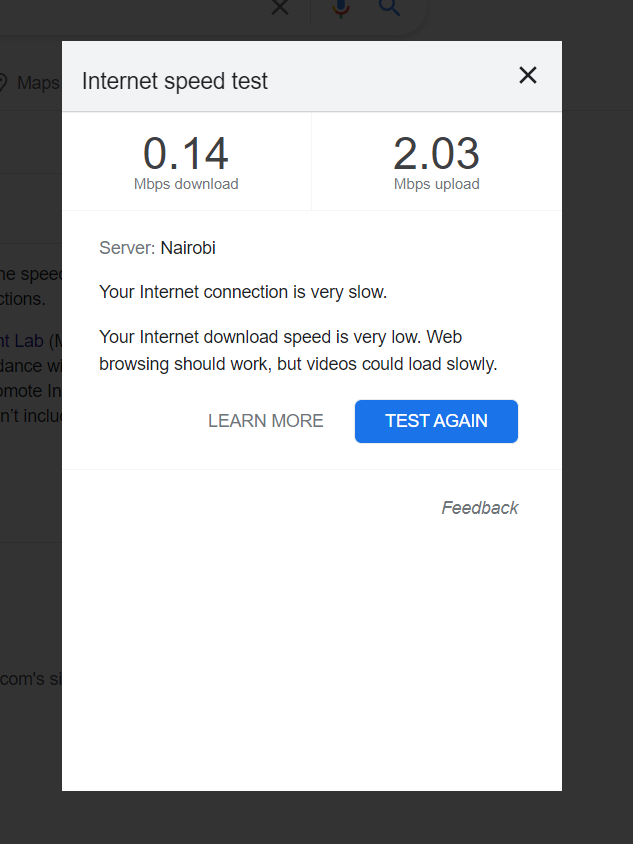 Maps
Internet speed test
0.14
Mbps download
2.03
Mbps upload
Server: Nairobi
Your Internet connection is very slow.
Your Internet download speed is very low. Web
browsing should work, but videos could load slowly.
LEARN MORE
TEST AGAIN
Feedback
ne speed
ctions.
nt Lab (M
dance wi
omote In
n't includ
.com's si